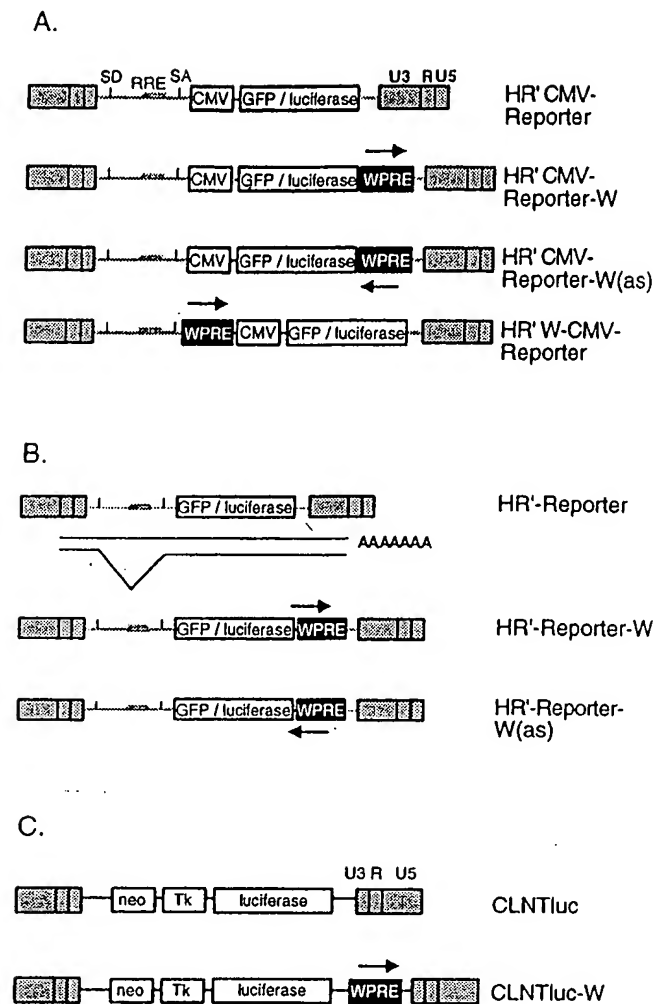 A.
SD RRE SA U3 R U5
CMV GFP / luciferase HR' CMV-
Reporter
CMV GFP / luciferase WPRE HR' CMV-
Reporter-W
CMV GFP / luciferase WPRE HR' CMV-
Reporter-W(as)
WPRE CMV GFP / luciferase HR' W-CMV-
Reporter
B.
GFP / luciferase HR'-Reporter
AAAAAAA
GFP / luciferase WPRE HR'-Reporter-W
GFP / luciferase WPRE HR'-Reporter-
W(as)
C.
U3 R U5
neo Tk luciferase CLNTluc
neo Tk luciferase WPRE CLNTluc-W